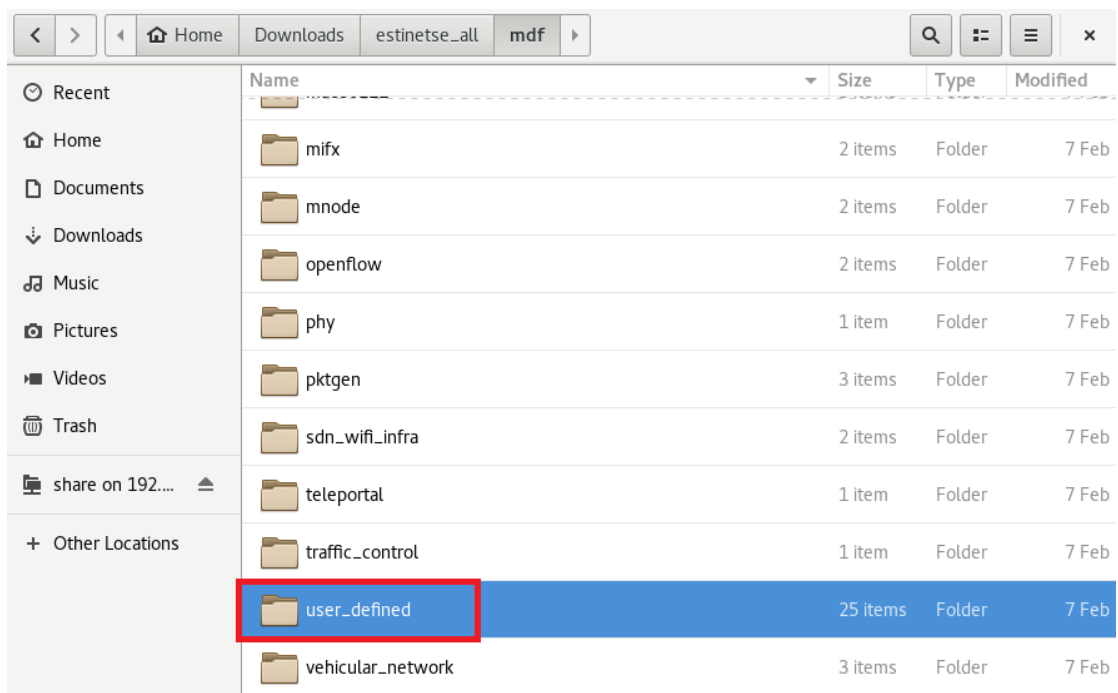 Home Downloads estinetse_all mdf
Name Size Type Modified
Recent
Home
Documents
Downloads
Music
Pictures
Videos
Trash
share on 192....
+ Other Locations
mifx 2 items Folder 7 Feb
mnode 2 items Folder 7 Feb
openflow 2 items Folder 7 Feb
phy 1 item Folder 7 Feb
pktgen 3 items Folder 7 Feb
sdn_wifi_infra 2 items Folder 7 Feb
teleportal 1 item Folder 7 Feb
traffic_control 1 item Folder 7 Feb
user_defined 25 items Folder 7 Feb
vehicular_network 3 items Folder 7 Feb